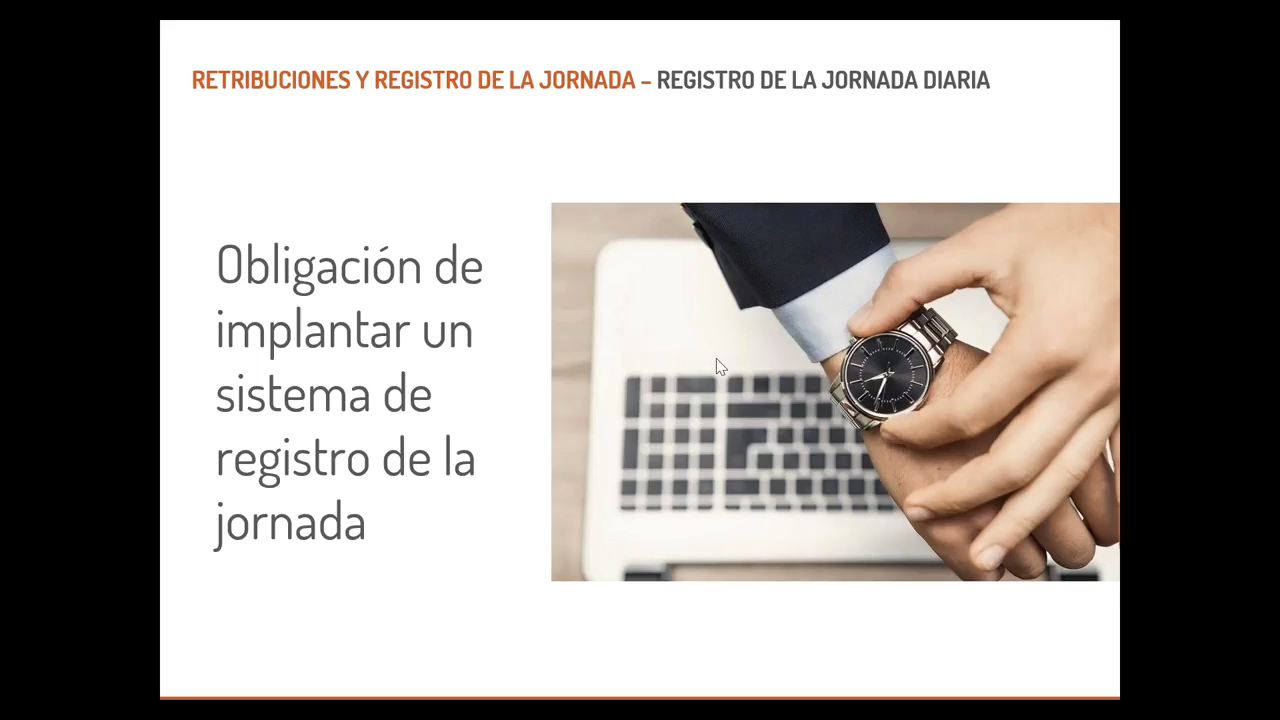 RETRIBUCIONES Y REGISTRO DE LA JORNADA – REGISTRO DE LA JORNADA DIARIA
Obligación de
implantar un
sistema de
registro de la
jornada